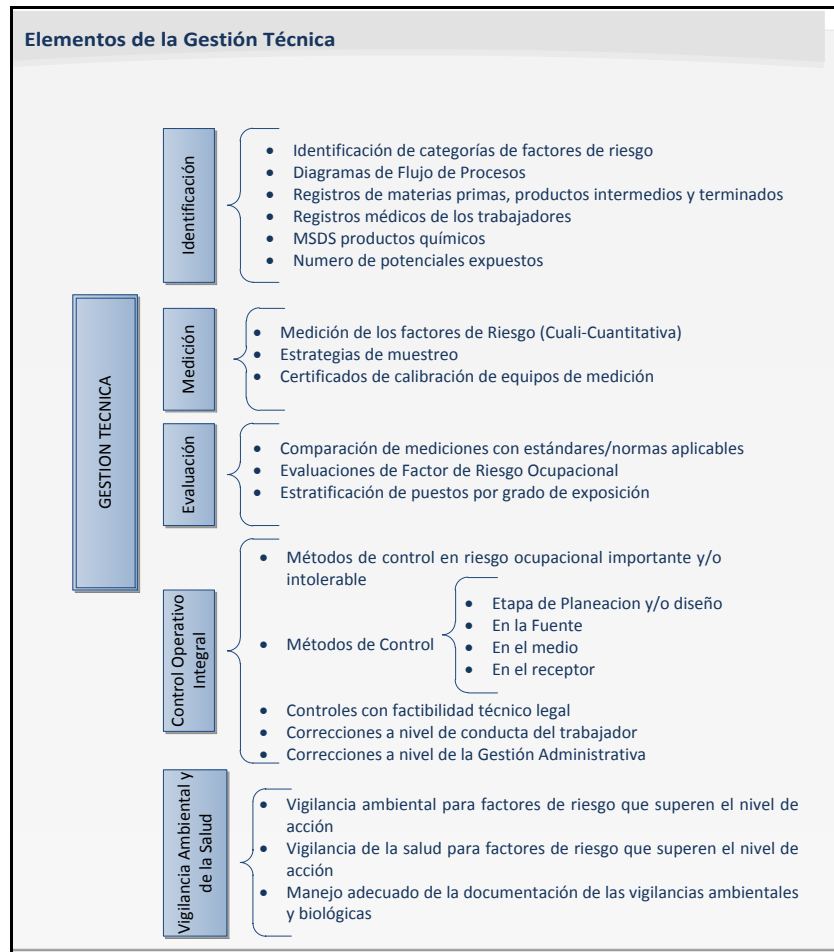 Elementos de la Gestión Técnica
GESTION TECNICA
Identificación
• Identificación de categorías de factores de riesgo
• Diagramas de Flujo de Procesos
• Registros de materias primas, productos intermedios y terminados
• Registros médicos de los trabajadores
• MSDS productos químicos
• Numero de potenciales expuestos
Medición
• Medición de los factores de Riesgo (Cuali-Cuantitativa)
• Estrategias de muestreo
• Certificados de calibración de equipos de medición
Evaluación
• Comparación de mediciones con estándares/normas aplicables
• Evaluaciones de Factor de Riesgo Ocupacional
• Estratificación de puestos por grado de exposición
Control Operativo
Integral
• Métodos de control en riesgo ocupacional importante y/o
intolerable
• Métodos de Control
• Etapa de Planeacion y/o diseño
• En la Fuente
• En el medio
• En el receptor
• Controles con factibilidad técnico legal
• Correcciones a nivel de conducta del trabajador
• Correcciones a nivel de la Gestión Administrativa
Vigilancia Ambiental y
de la Salud
• Vigilancia ambiental para factores de riesgo que superen el nivel de
acción
• Vigilancia de la salud para factores de riesgo que superen el nivel de
acción
• Manejo adecuado de la documentación de las vigilancias ambientales
y biológicas